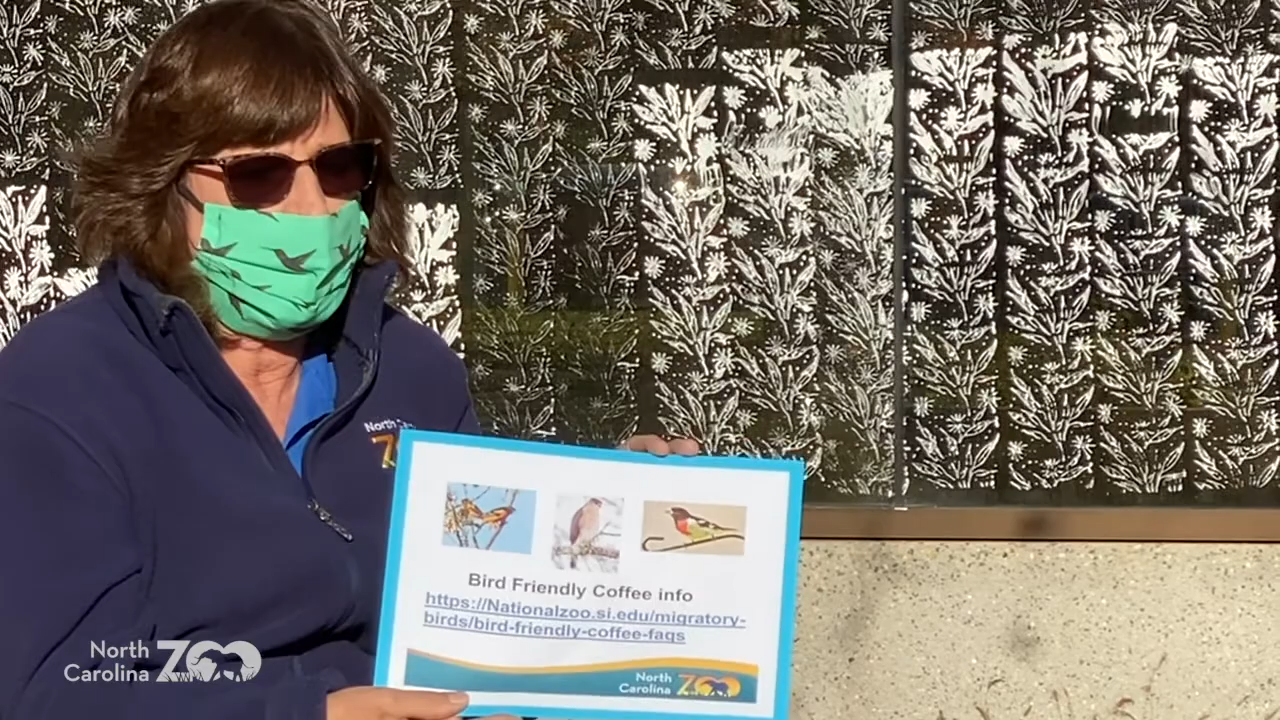 North
Bird Friendly Coffee info
https://Nationalzoo.si.edu/migratory-
birds/bird-friendly-coffee-faqs
North
Carolina ZOO
North
Carolina ZOO